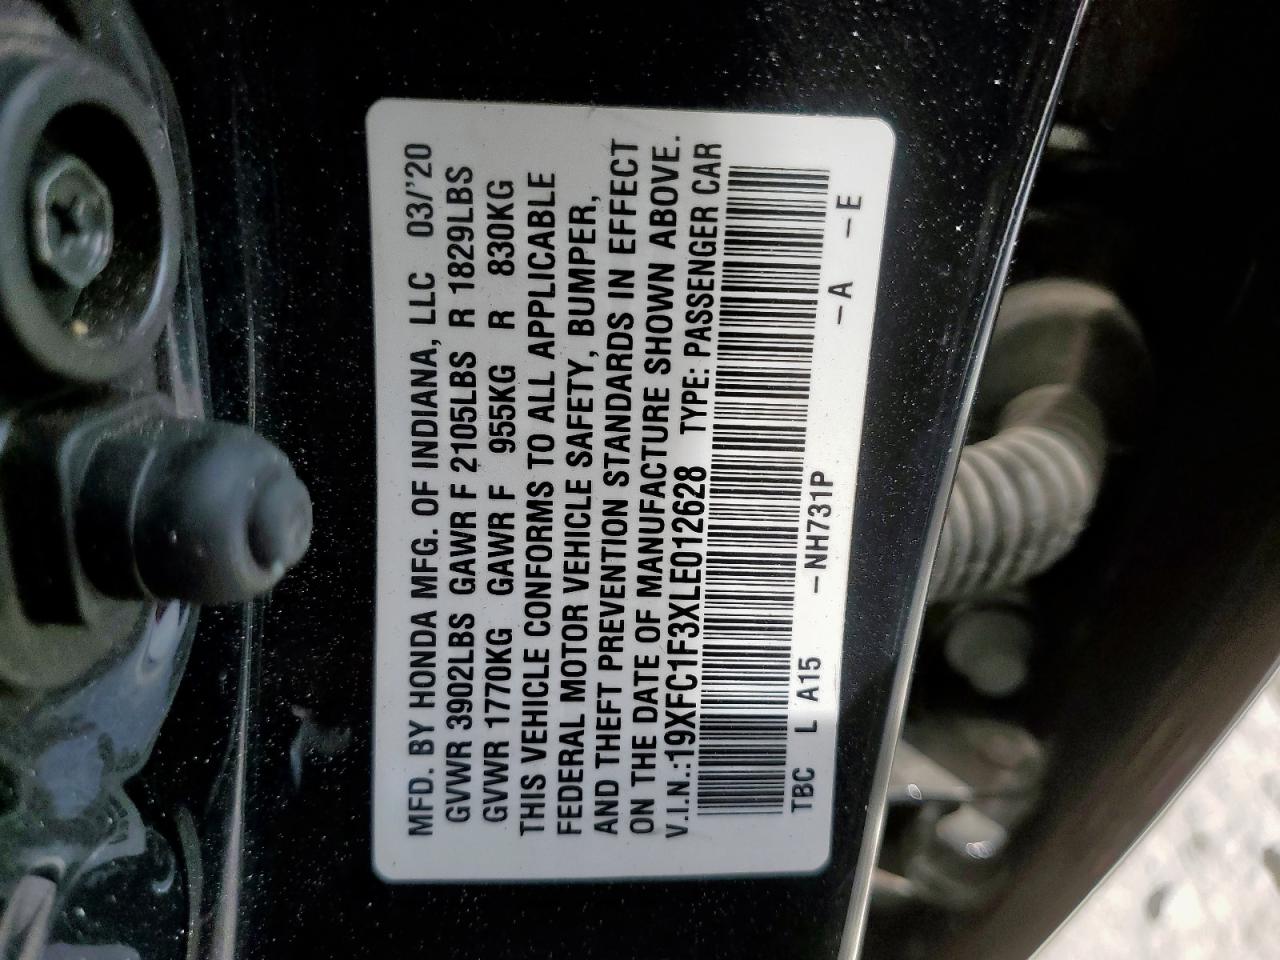 MFD. BY HONDA MFG. OF INDIANA, LLC 03/'20
GVWR 3902LBS GAWR F 2105LBS R 1829LBS
GVWR 1770KG GAWR F 955KG R 830KG
THIS VEHICLE CONFORMS TO ALL APPLICABLE
FEDERAL MOTOR VEHICLE SAFETY, BUMPER,
AND THEFT PREVENTION STANDARDS IN EFFECT
ON THE DATE OF MANUFACTURE SHOWN ABOVE.
V.I.N.:19XFC1F3XLE012628 TYPE: PASSENGER CAR
TBC L A15 -NH731P -A -E